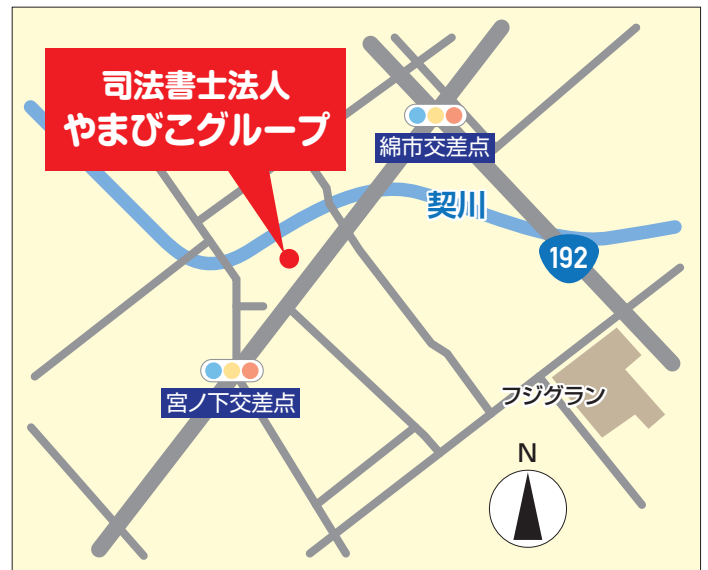 司法書士法人
やまびこグループ
綿市交差点
契川
192
宮ノ下交差点
フジグラン
N